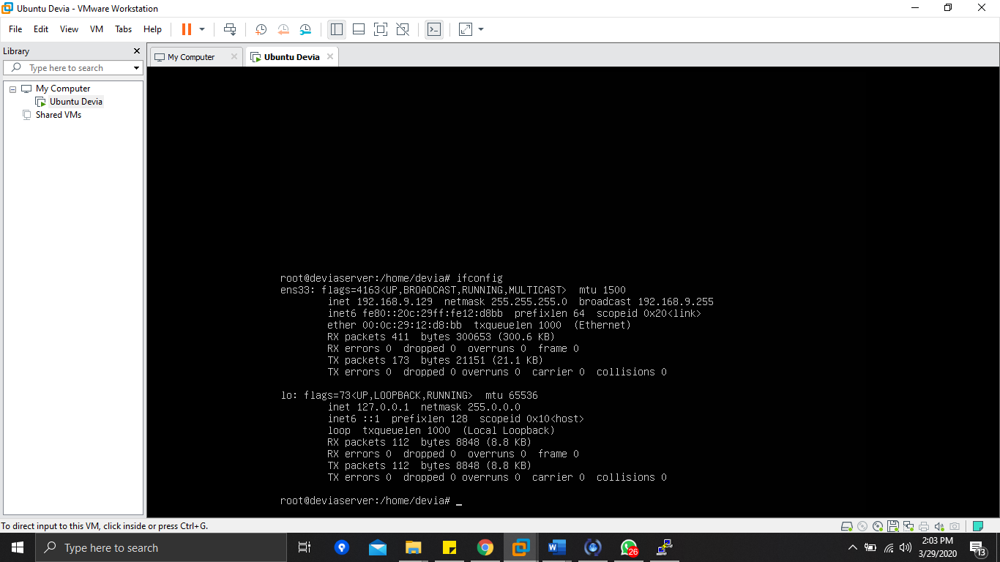 Ubuntu Devia - VMware Workstation
File Edit View VM Tabs Help
Library
Type here to search
My Computer
Ubuntu Devia
Shared VMs
My Computer
Ubuntu Devia
root@deviaserver:/home/devia# ifconfig
ens33: flags=4163<UP,BROADCAST,RUNNING,MULTICAST>  mtu 1500
        inet 192.168.9.129  netmask 255.255.255.0  broadcast 192.168.9.255
        inet6 fe80::20c:29ff:fe12:d8bb  prefixlen 64  scopeid 0x20<link>
        ether 00:0c:29:12:d8:bb  txqueuelen 1000  (Ethernet)
        RX packets 411  bytes 300653 (300.6 KB)
        RX errors 0  dropped 0  overruns 0  frame 0
        TX packets 173  bytes 21151 (21.1 KB)
        TX errors 0  dropped 0 overruns 0  carrier 0  collisions 0
lo: flags=73<UP,LOOPBACK,RUNNING>  mtu 65536
        inet 127.0.0.1  netmask 255.0.0.0
        inet6 ::1  prefixlen 128  scopeid 0x10<host>
        loop  txqueuelen 1000  (Local Loopback)
        RX packets 112  bytes 8848 (8.8 KB)
        RX errors 0  dropped 0  overruns 0  frame 0
        TX packets 112  bytes 8848 (8.8 KB)
        TX errors 0  dropped 0 overruns 0  carrier 0  collisions 0
root@deviaserver:/home/devia# _
To direct input to this VM, click inside or press Ctrl+G.
Type here to search
26
2:03 PM
3/29/2020
13